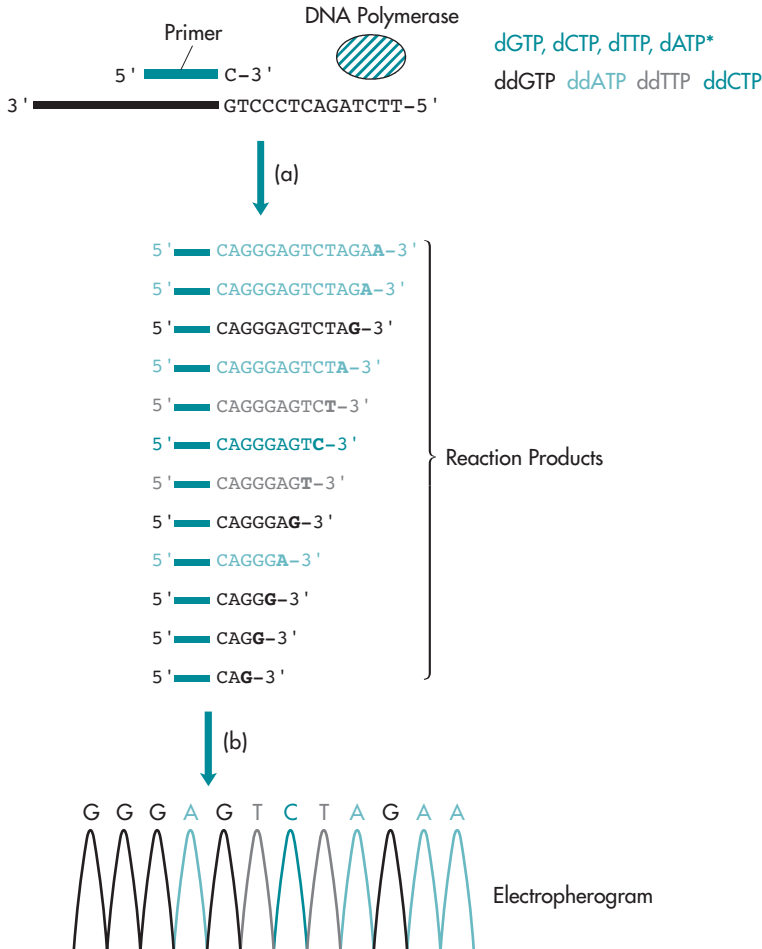 DNA Polymerase
Primer
dGTP, dCTP, dTTP, dATP*
5' C-3'
ddGTP ddATP ddTTP ddCTP
3' GTCCCTCAGATCTT-5'
(a)
5' CAGGGAGTCTAGAA-3'
5' CAGGGAGTCTAGA-3'
5' CAGGGAGTCTAG-3'
5' CAGGGAGTCTA-3'
5' CAGGGAGTCT-3'
5' CAGGGAGTC-3'
Reaction Products
5' CAGGGAGT-3'
5' CAGGGAG-3'
5' CAGGGA-3'
5' CAGGG-3'
5' CAGG-3'
5' CAG-3'
(b)
G G G A G T C T A G A A
Electropherogram